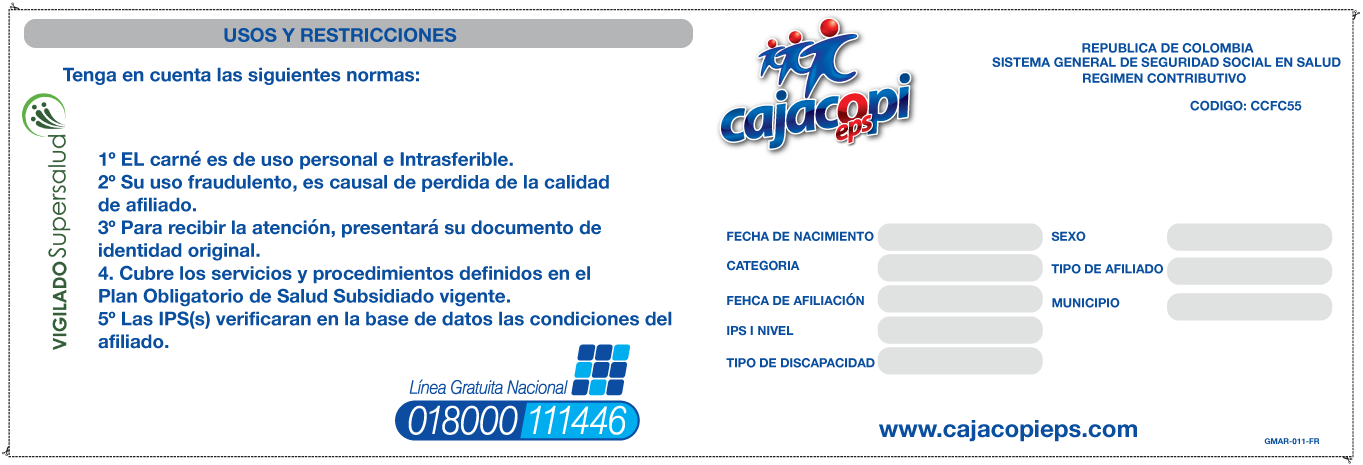 USOS Y RESTRICCIONES
Tenga en cuenta las siguientes normas:
VIGILADO Supersalud
1º EL carné es de uso personal e Intrasferible.
2º Su uso fraudulento, es causal de perdida de la calidad
de afiliado.
3º Para recibir la atención, presentará su documento de
identidad original.
4. Cubre los servicios y procedimientos definidos en el
Plan Obligatorio de Salud Subsidiado vigente.
5º Las IPS(s) verificaran en la base de datos las condiciones del
afiliado.
Línea Gratuita Nacional
018000 111446
cajacopi
eps
REPUBLICA DE COLOMBIA
SISTEMA GENERAL DE SEGURIDAD SOCIAL EN SALUD
REGIMEN CONTRIBUTIVO
CODIGO: CCFC55
FECHA DE NACIMIENTO
SEXO
CATEGORIA
TIPO DE AFILIADO
FEHCA DE AFILIACIÓN
MUNICIPIO
IPS I NIVEL
TIPO DE DISCAPACIDAD
www.cajacopieps.com
GMAR-011-FR